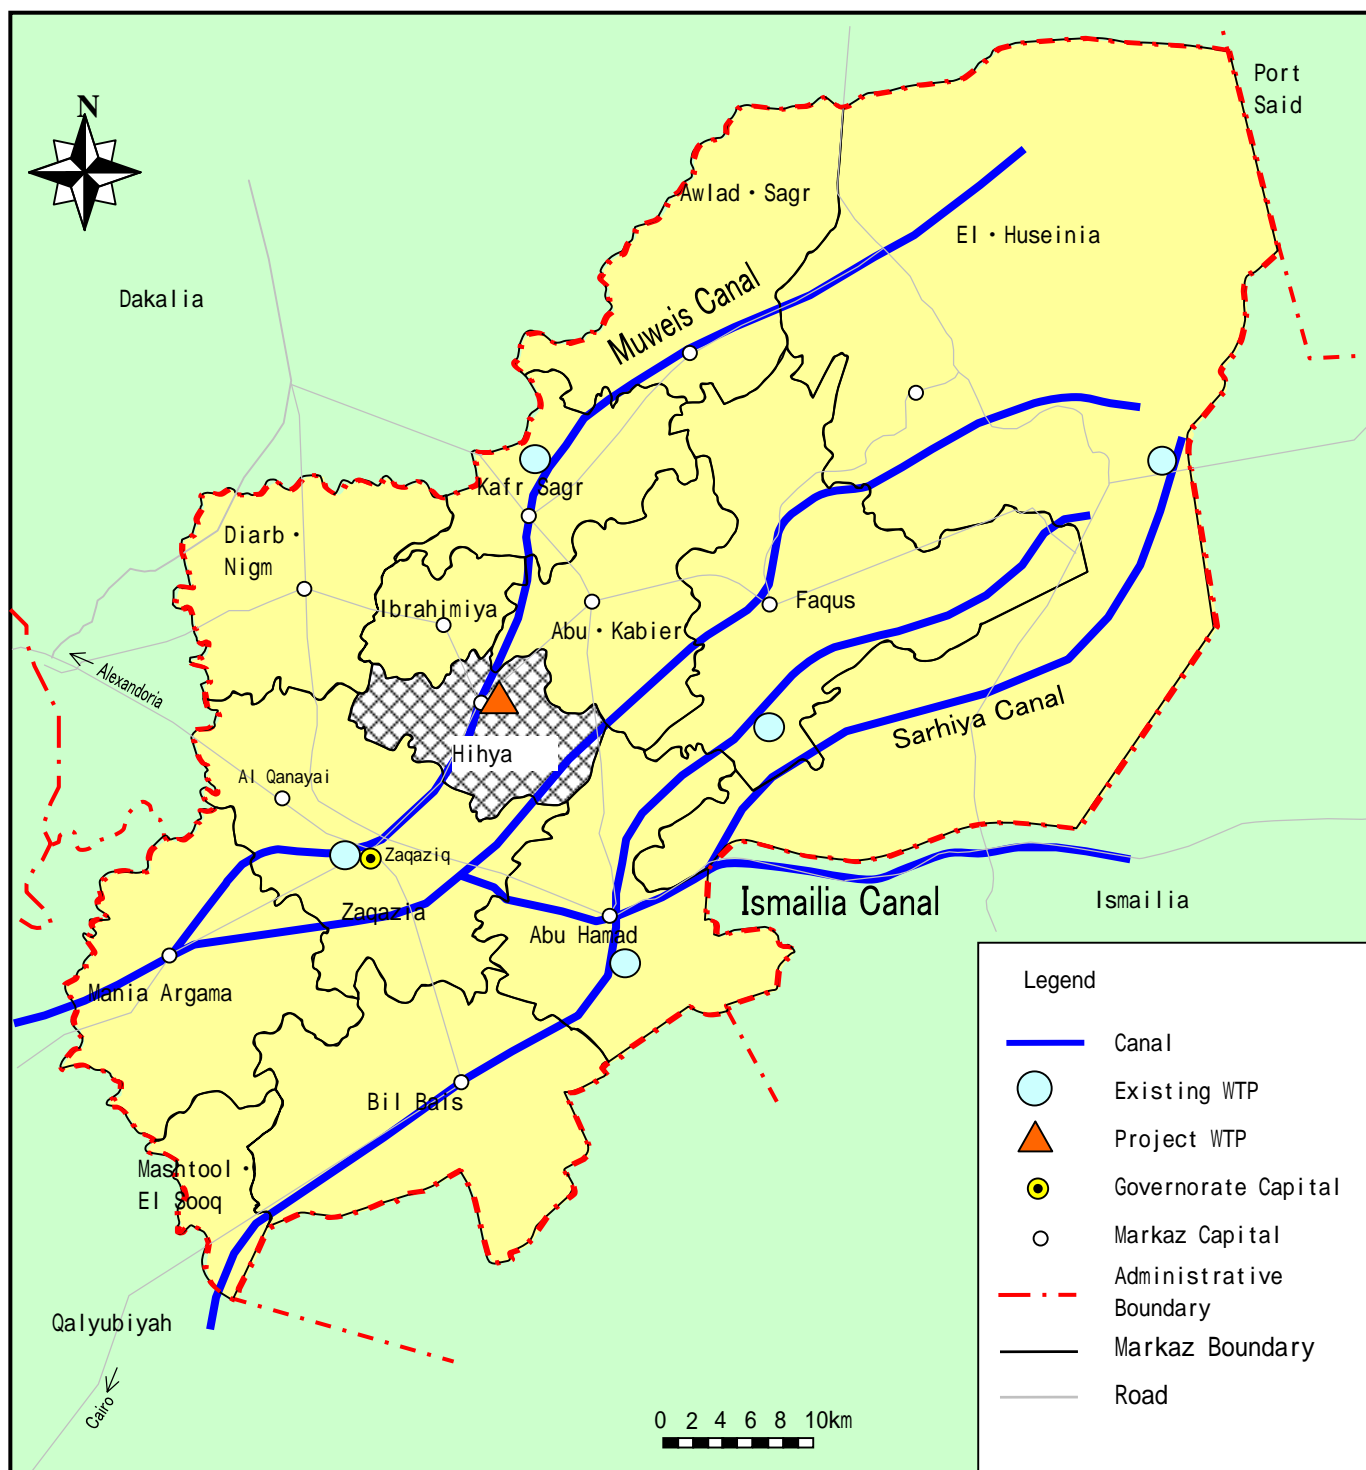 N
Port
Said
Awlad・Sagr
El・Huseinia
Dakalia
Muweis Canal
Kafr Sagr
Diarb・
Nigm
Ibrahimiya
Abu・Kabier
Faqus
Alexandoria
Sarhiya Canal
Hihya
Al Qanayai
Zaqaziq
Zaqazia
Ismailia Canal
Ismailia
Abu Hamad
Mania Argama
Bil Bais
Mashtool・
El Sooq
Qalyubiyah
Cairo
0 2 4 6 8 10km
Legend
Canal
Existing WTP
Project WTP
Governorate Capital
Markaz Capital
Administrative
Boundary
Markaz Boundary
Road